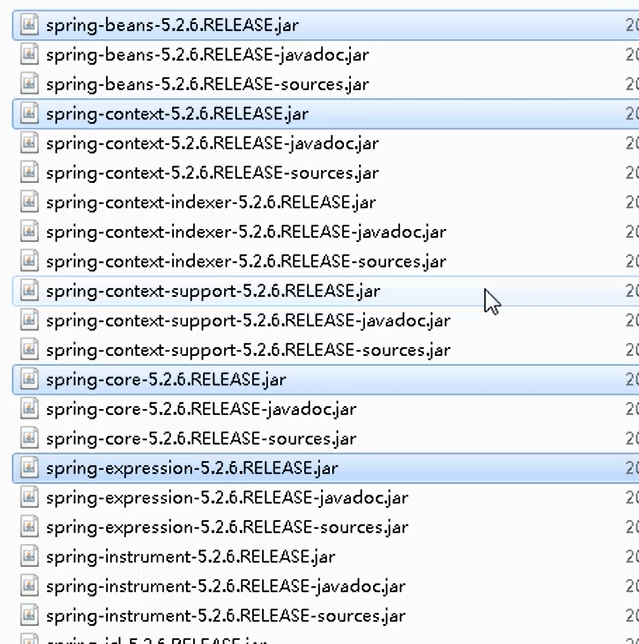 spring-beans-5.2.6.RELEASE.jar 20
spring-beans-5.2.6.RELEASE-javadoc.jar 20
spring-beans-5.2.6.RELEASE-sources.jar 20
spring-context-5.2.6.RELEASE.jar 20
spring-context-5.2.6.RELEASE-javadoc.jar 20
spring-context-5.2.6.RELEASE-sources.jar 20
spring-context-indexer-5.2.6.RELEASE.jar 20
spring-context-indexer-5.2.6.RELEASE-javadoc.jar 20
spring-context-indexer-5.2.6.RELEASE-sources.jar 20
spring-context-support-5.2.6.RELEASE.jar 20
spring-context-support-5.2.6.RELEASE-javadoc.jar 20
spring-context-support-5.2.6.RELEASE-sources.jar 20
spring-core-5.2.6.RELEASE.jar 20
spring-core-5.2.6.RELEASE-javadoc.jar 20
spring-core-5.2.6.RELEASE-sources.jar 20
spring-expression-5.2.6.RELEASE.jar 20
spring-expression-5.2.6.RELEASE-javadoc.jar 20
spring-expression-5.2.6.RELEASE-sources.jar 20
spring-instrument-5.2.6.RELEASE.jar 20
spring-instrument-5.2.6.RELEASE-javadoc.jar 20
spring-instrument-5.2.6.RELEASE-sources.jar 20
spring-jcl-5.2.6.RELEASE.jar